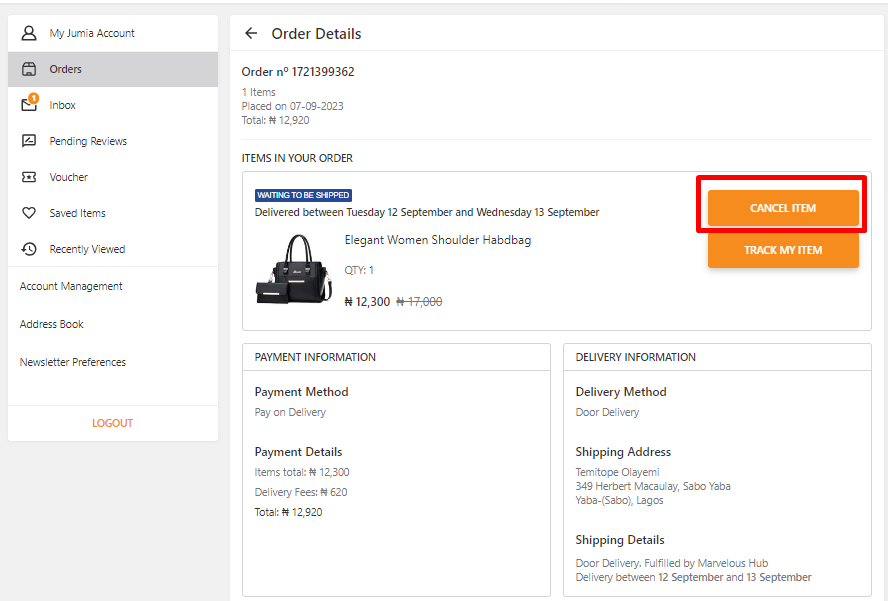 My Jumia Account
Orders
1
Inbox
Pending Reviews
Voucher
Saved Items
Recently Viewed
Account Management
Address Book
Newsletter Preferences
LOGOUT
Order Details
Order nº 1721399362
1 Items
Placed on 07-09-2023
Total: ₦ 12,920
ITEMS IN YOUR ORDER
WAITING TO BE SHIPPED
Delivered between Tuesday 12 September and Wednesday 13 September
Elegant Women Shoulder Habdbag
QTY: 1
₦ 12,300 ₦ 17,000
CANCEL ITEM
TRACK MY ITEM
PAYMENT INFORMATION
Payment Method
Pay on Delivery
Payment Details
Items total: ₦ 12,300
Delivery Fees: ₦ 620
Total: ₦ 12,920
DELIVERY INFORMATION
Delivery Method
Door Delivery
Shipping Address
Temitope Olayemi
349 Herbert Macaulay, Sabo Yaba
Yaba-(Sabo), Lagos
Shipping Details
Door Delivery. Fulfilled by Marvelous Hub
Delivery between 12 September and 13 September